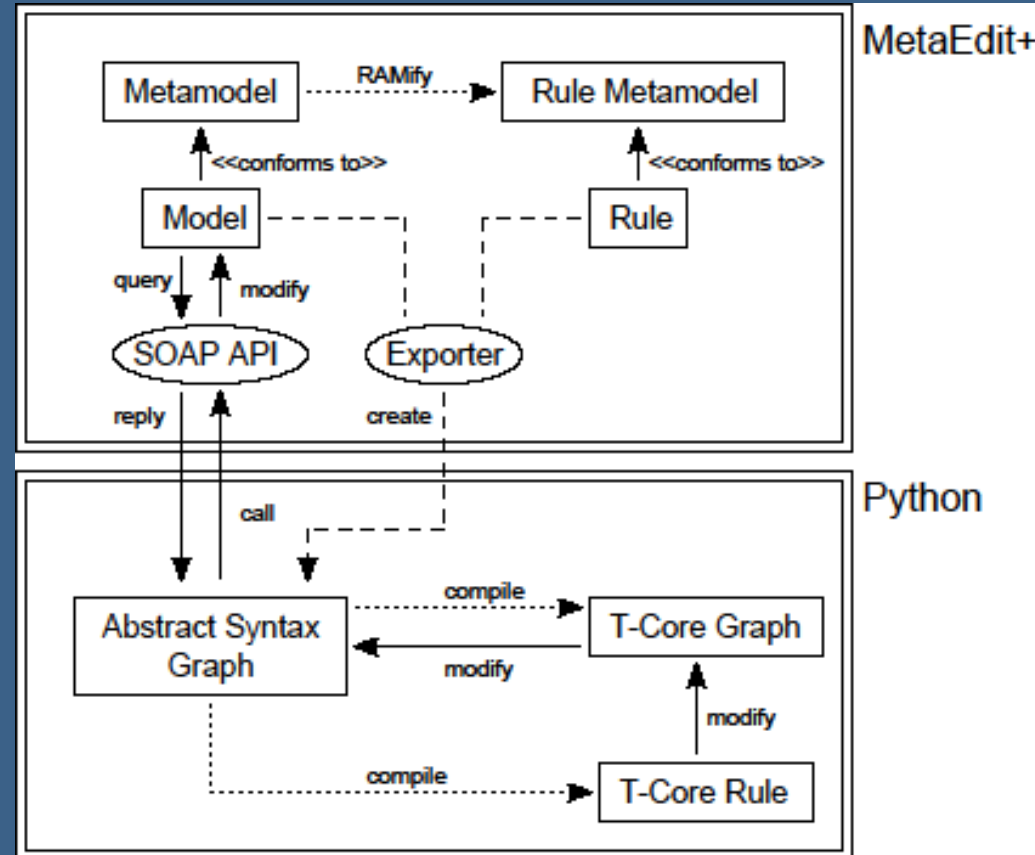 MetaEdit+
RAMify
Metamodel
Rule Metamodel
<<conforms to>>
<<conforms to>>
Model
Rule
query
modify
SOAP API
Exporter
reply
create
Python
call
compile
Abstract Syntax
Graph
T-Core Graph
modify
modify
compile
T-Core Rule